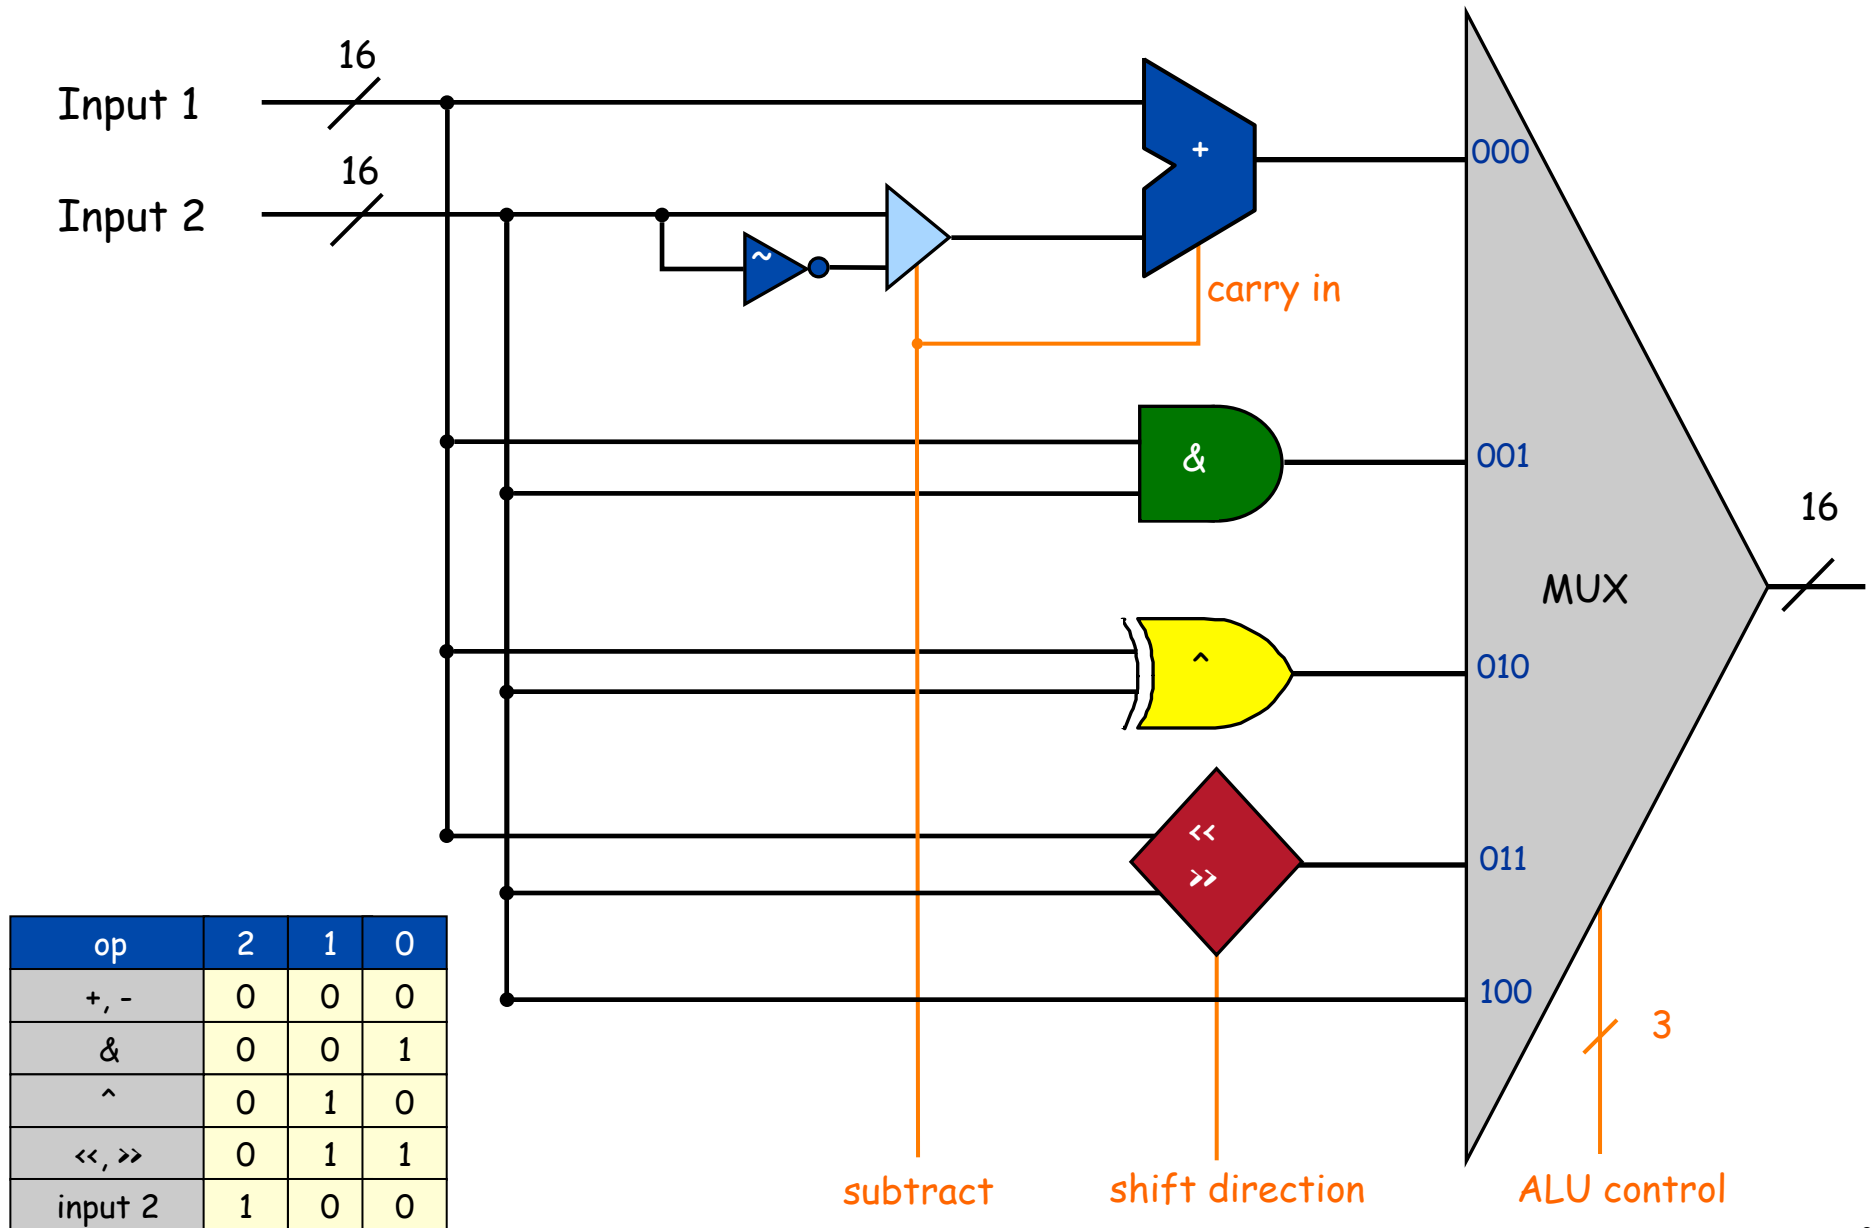 16
Input 1
16
Input 2
~
+
carry in
000
&
001
16
MUX
^
010
<<
>>
011
100
3
op 2 1 0
+, - 0 0 0
& 0 0 1
^ 0 1 0
<<, >> 0 1 1
input 2 1 0 0
subtract
shift direction
ALU control